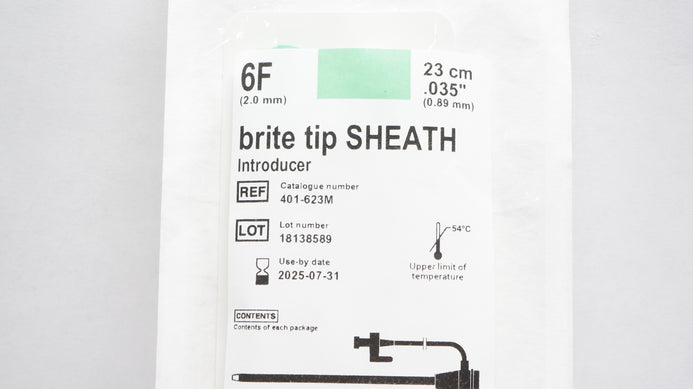 6F
(2.0 mm)
23 cm
.035"
(0.89 mm)
brite tip SHEATH
Introducer
REF
Catalogue number
401-623M
LOT
Lot number
18138589
Use-by date
2025-07-31
54°C
Upper limit of
temperature
CONTENTS
Contents of each package